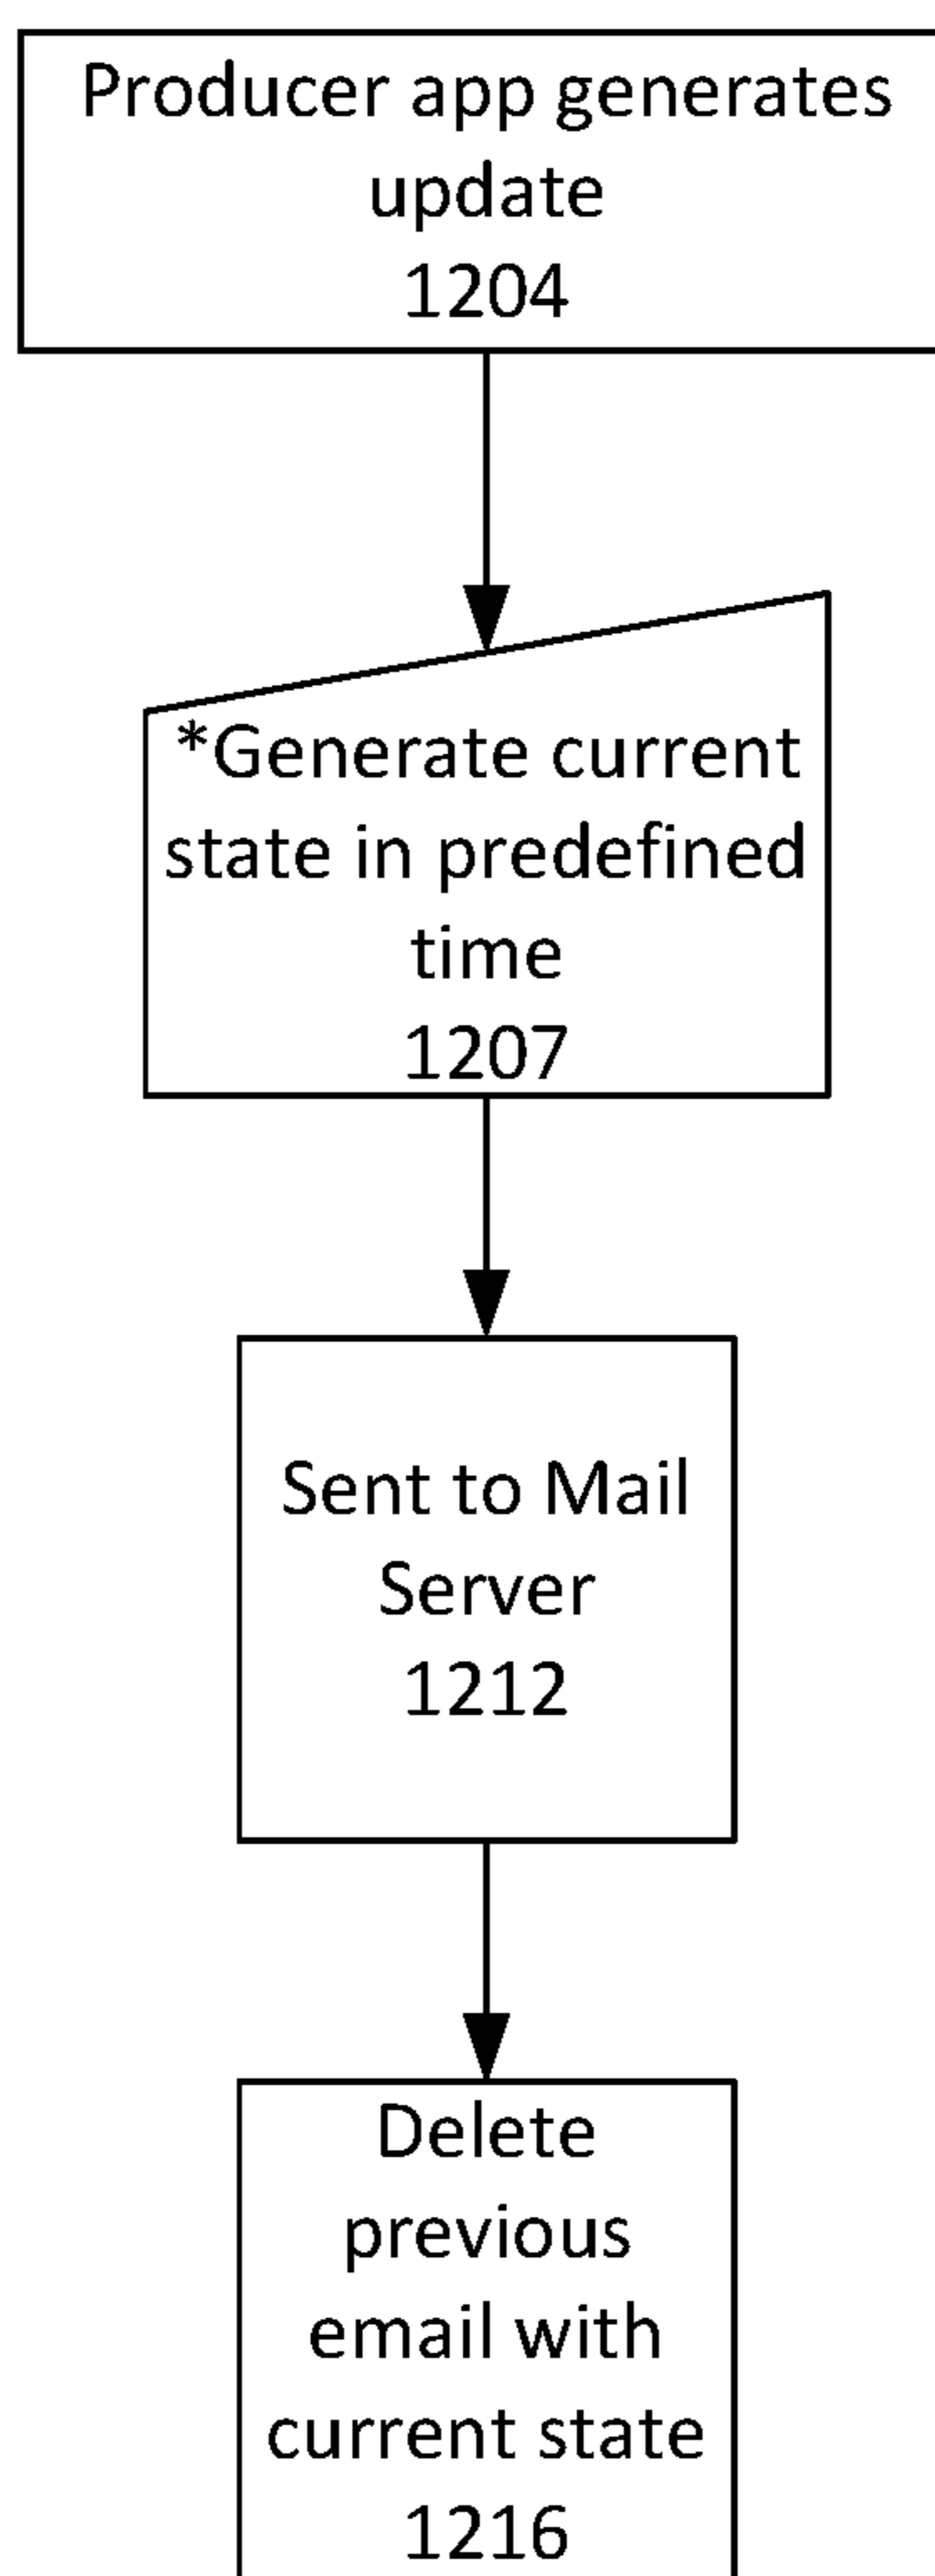 Producer app generates
update
1204
*Generate current
state in predefined
time
1207
Sent to Mail
Server
1212
Delete
previous
email with
current state
1216